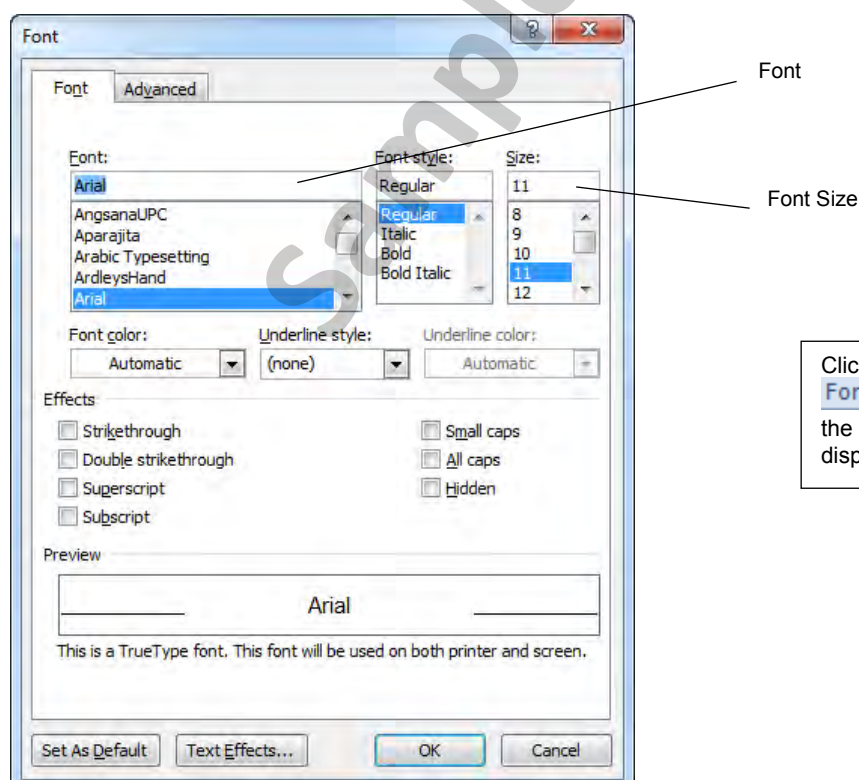 Sample
Font
Font
Advanced
Font
Font:
Font style:
Size:
Arial
Regular
11
Font Size
AngsanaUPC
Aparajita
Arabic Typesetting
ArdleysHand
Arial
Regular
Italic
Bold
Bold Italic
8
9
10
11
12
Font color:
Underline style:
Underline color:
Automatic
(none)
Automatic
Effects
Strikethrough
Double strikethrough
Superscript
Subscript
Small caps
All caps
Hidden
Preview
Arial
This is a TrueType font. This font will be used on both printer and screen.
Set As Default
Text Effects...
OK
Cancel
the